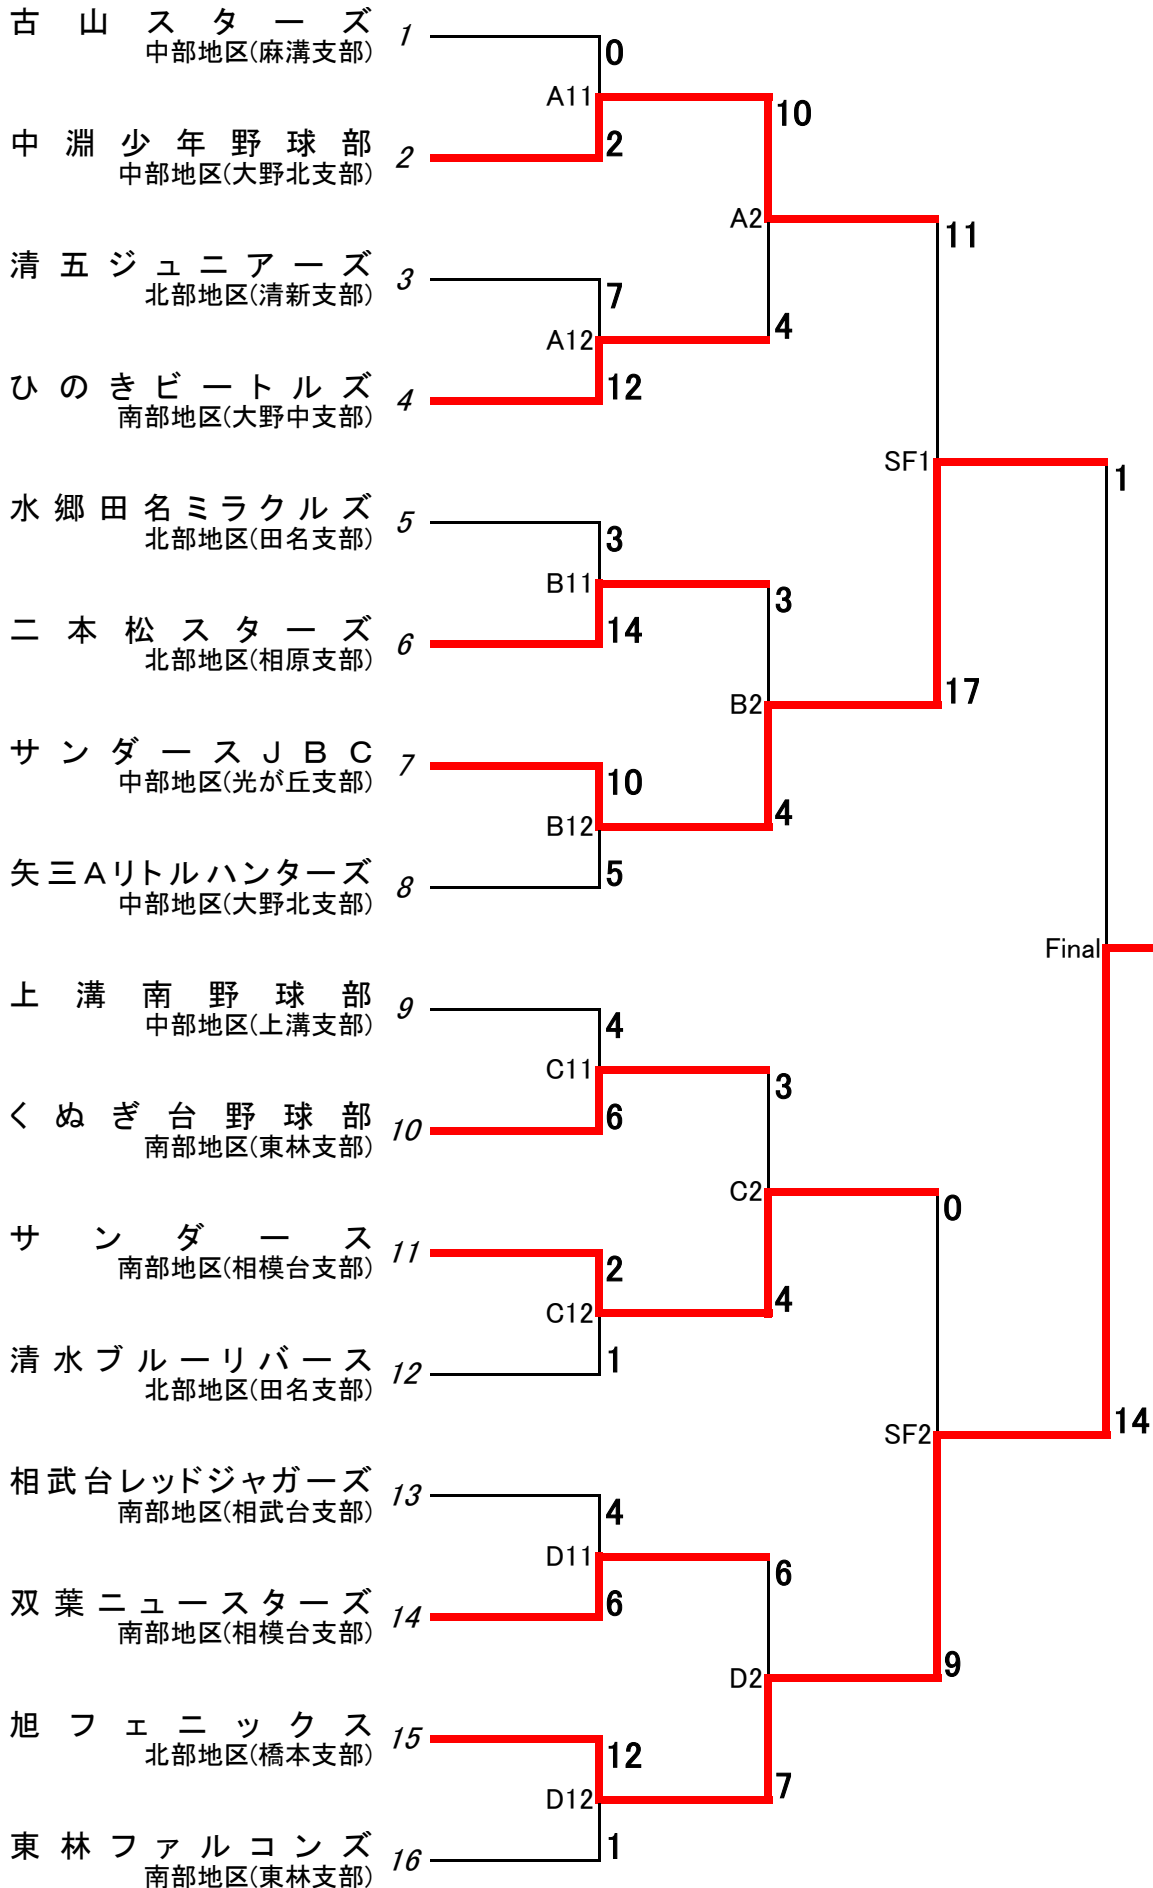 古山スターズ
中部地区(麻溝支部)
1
0
A11
10
中淵少年野球部
中部地区(大野北支部)
2
2
A2
11
清五ジュニアーズ
北部地区(清新支部)
3
7
A12
4
ひのきビートルズ
南部地区(大野中支部)
4
12
SF1
1
水郷田名ミラクルズ
北部地区(田名支部)
5
3
B11
3
二本松スターズ
北部地区(相原支部)
6
14
B2
17
サンダースJBC
中部地区(光が丘支部)
7
10
B12
4
矢三Aリトルハンターズ
中部地区(大野北支部)
8
5
Final
上溝南野球部
中部地区(上溝支部)
9
4
C11
3
くぬぎ台野球部
南部地区(東林支部)
10
6
C2
0
サンダース
南部地区(相模台支部)
11
2
C12
4
清水ブルーリバース
北部地区(田名支部)
12
1
SF2
14
相武台レッドジャガーズ
南部地区(相武台支部)
13
4
D11
6
双葉ニュースターズ
南部地区(相模台支部)
14
6
D2
9
旭フェニックス
北部地区(橋本支部)
15
12
D12
7
東林ファルコンズ
南部地区(東林支部)
16
1